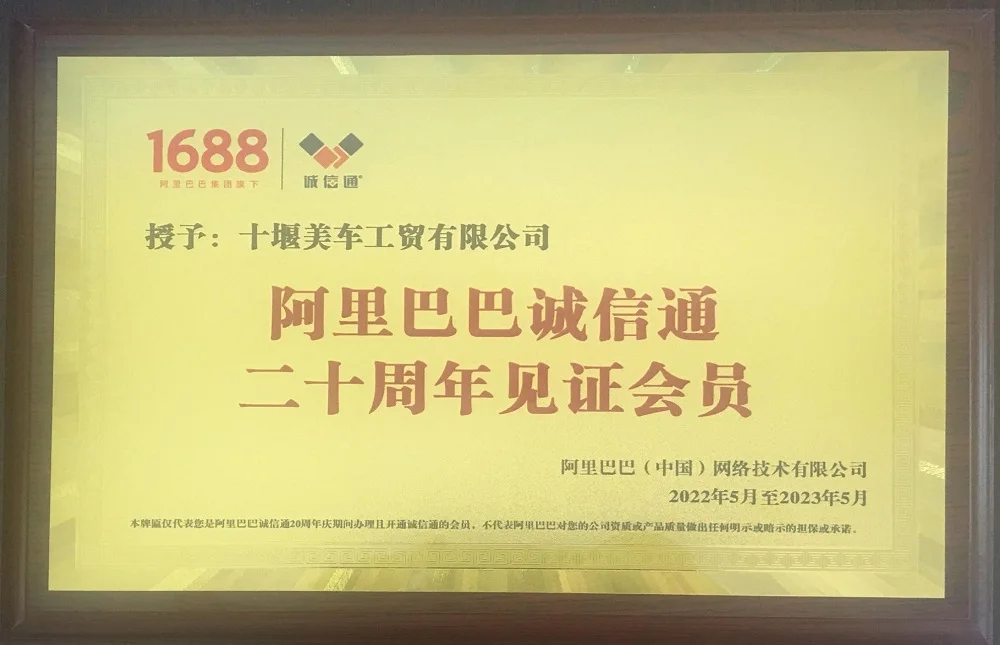 1688
阿里巴巴集团旗下
诚信通®
授予：十堰美车工贸有限公司
阿里巴巴诚信通
二十周年见证会员
阿里巴巴（中国）网络技术有限公司
2022年5月至2023年5月
本牌匾仅代表您是阿里巴巴诚信通20周年庆期间办理且开通诚信通的会员，不代表阿里巴巴对您的公司资质或产品质量做出任何明示或暗示的担保或承诺。